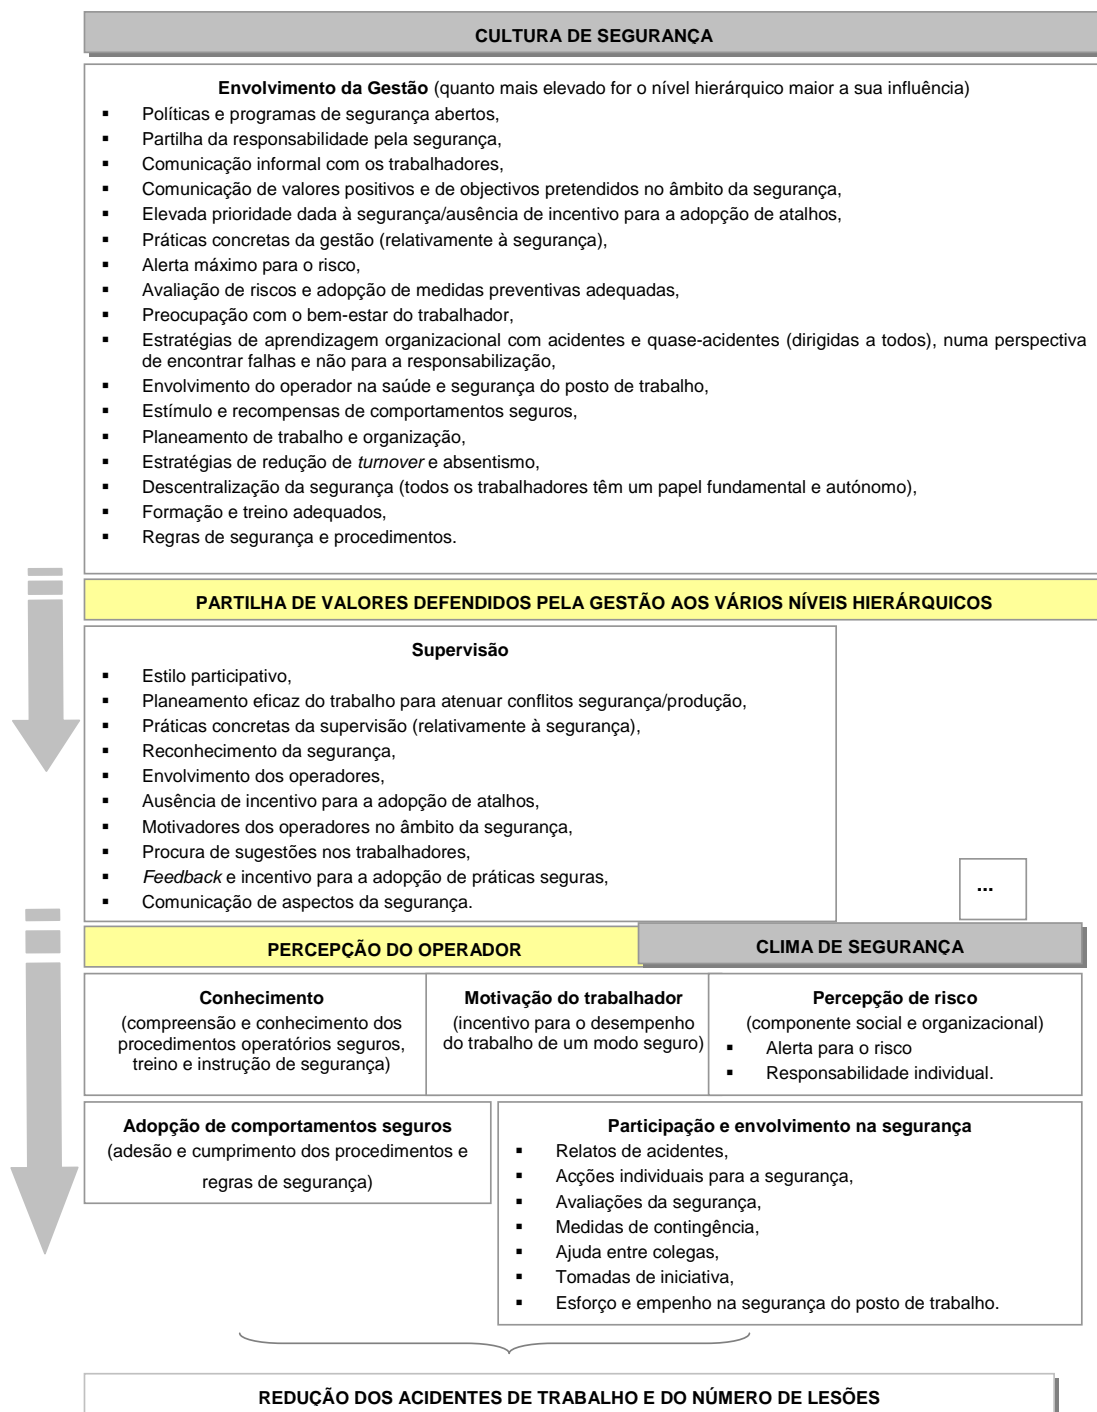 CULTURA DE SEGURANÇA
Envolvimento da Gestão (quanto mais elevado for o nível hierárquico maior a sua influência)
▪ Políticas e programas de segurança abertos,
▪ Partilha da responsabilidade pela segurança,
▪ Comunicação informal com os trabalhadores,
▪ Comunicação de valores positivos e de objectivos pretendidos no âmbito da segurança,
▪ Elevada prioridade dada à segurança/ausência de incentivo para a adopção de atalhos,
▪ Práticas concretas da gestão (relativamente à segurança),
▪ Alerta máximo para o risco,
▪ Avaliação de riscos e adopção de medidas preventivas adequadas,
▪ Preocupação com o bem-estar do trabalhador,
▪ Estratégias de aprendizagem organizacional com acidentes e quase-acidentes (dirigidas a todos), numa perspectiva
de encontrar falhas e não para a responsabilização,
▪ Envolvimento do operador na saúde e segurança do posto de trabalho,
▪ Estímulo e recompensas de comportamentos seguros,
▪ Planeamento de trabalho e organização,
▪ Estratégias de redução de turnover e absentismo,
▪ Descentralização da segurança (todos os trabalhadores têm um papel fundamental e autónomo),
▪ Formação e treino adequados,
▪ Regras de segurança e procedimentos.
PARTILHA DE VALORES DEFENDIDOS PELA GESTÃO AOS VÁRIOS NÍVEIS HIERÁRQUICOS
Supervisão
▪ Estilo participativo,
▪ Planeamento eficaz do trabalho para atenuar conflitos segurança/produção,
▪ Práticas concretas da supervisão (relativamente à segurança),
▪ Reconhecimento da segurança,
▪ Envolvimento dos operadores,
▪ Ausência de incentivo para a adopção de atalhos,
▪ Motivadores dos operadores no âmbito da segurança,
▪ Procura de sugestões nos trabalhadores,
▪ Feedback e incentivo para a adopção de práticas seguras,
▪ Comunicação de aspectos da segurança.
...
PERCEPÇÃO DO OPERADOR
CLIMA DE SEGURANÇA
Conhecimento
(compreensão e conhecimento dos
procedimentos operatórios seguros,
treino e instrução de segurança)
Motivação do trabalhador
(incentivo para o desempenho
do trabalho de um modo seguro)
Percepção de risco
(componente social e organizacional)
▪ Alerta para o risco
▪ Responsabilidade individual.
Adopção de comportamentos seguros
(adesão e cumprimento dos procedimentos e
regras de segurança)
Participação e envolvimento na segurança
▪ Relatos de acidentes,
▪ Acções individuais para a segurança,
▪ Avaliações da segurança,
▪ Medidas de contingência,
▪ Ajuda entre colegas,
▪ Tomadas de iniciativa,
▪ Esforço e empenho na segurança do posto de trabalho.
REDUÇÃO DOS ACIDENTES DE TRABALHO E DO NÚMERO DE LESÕES